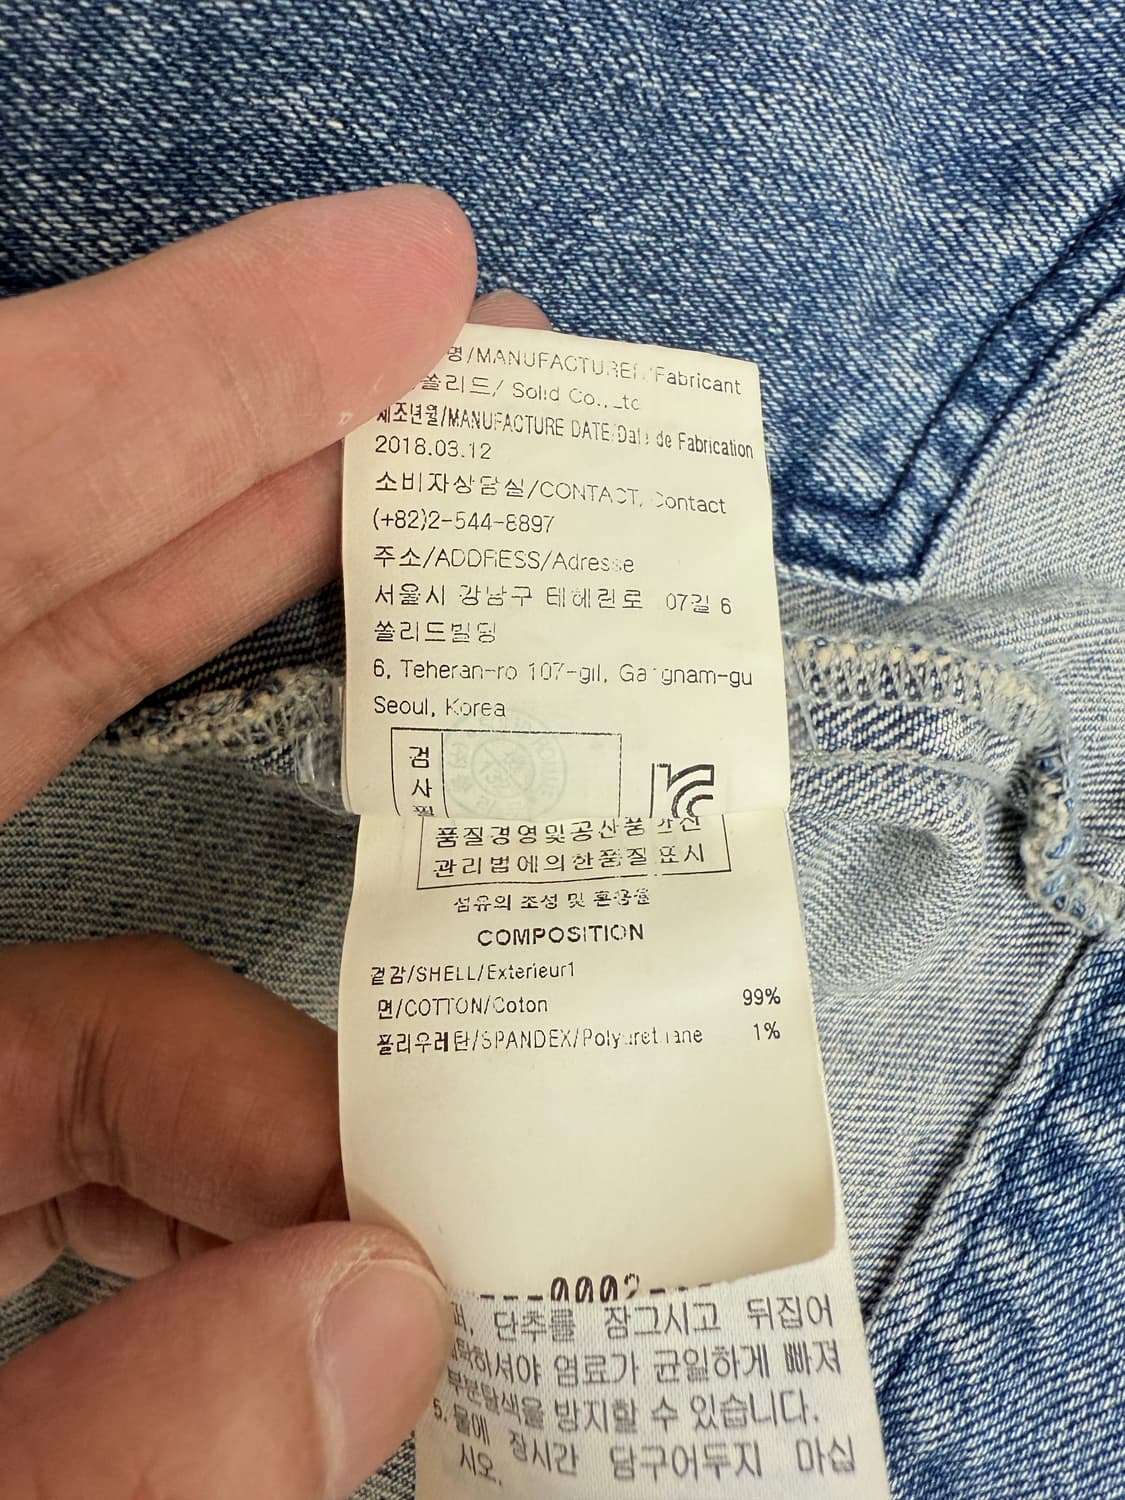 명/MANUFACTURER/Fabricant
쏠리드/ Solid Co., Ltd
제조년월/MANUFACTURE DATE/Date de Fabrication
2018.03.12
소비자상담실/CONTACT/Contact
(+82)2-544-8897
주소/ADDRESS/Adresse
서울시 강남구 테헤란로 07길 6
쏠리드빌딩
6, Teheran-ro 107-gil, Gangnam-gu
Seoul, Korea
검
사
필
품질경영및공산품안전
관리법에의한품질표시
섬유의 조성 및 혼용율
COMPOSITION
겉감/SHELL/Exterieur1
면/COTTON/Coton 99%
폴리우레탄/SPANDEX/Polyurethane 1%
0002
단추를 잠그시고 뒤집어
염료가 균일하게 빠져
부분탈색을 방지할 수 있습니다.
5. 물에 장시간 담구어두지 마십
시오.